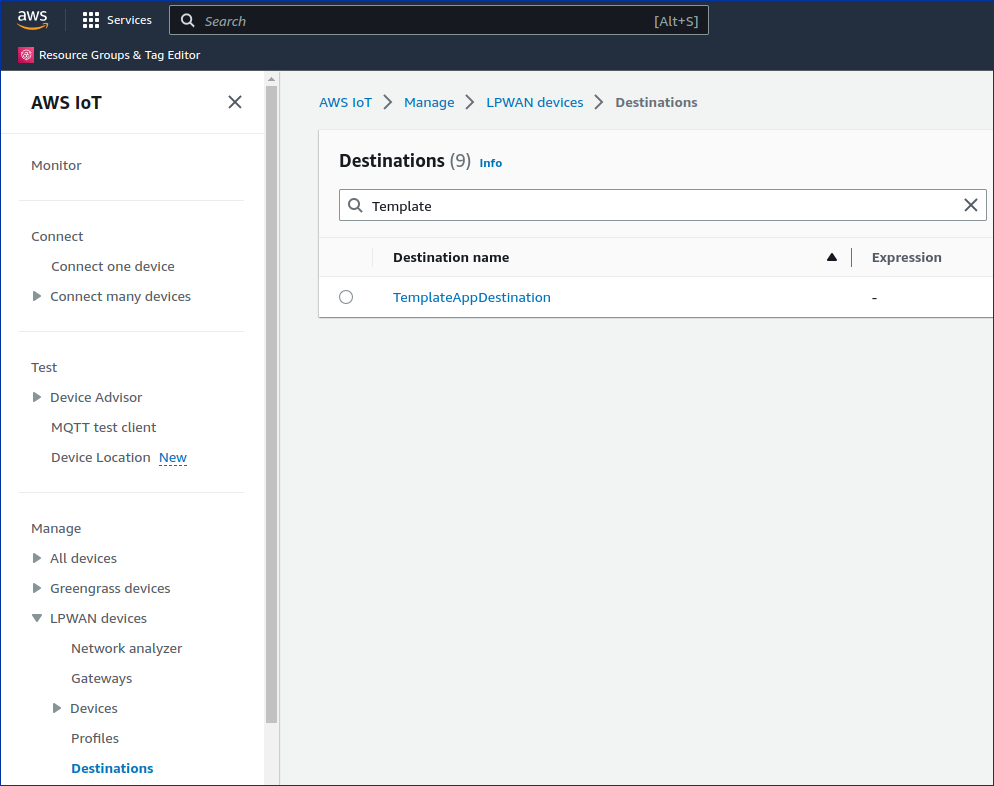 aws Services Search [Alt+S]
Resource Groups & Tag Editor
AWS IoT
Monitor
Connect
Connect one device
Connect many devices
Test
Device Advisor
MQTT test client
Device Location New
Manage
All devices
Greengrass devices
LPWAN devices
Network analyzer
Gateways
Devices
Profiles
Destinations
AWS IoT Manage LPWAN devices Destinations
Destinations (9) Info
Template
Destination name Expression
TemplateAppDestination -